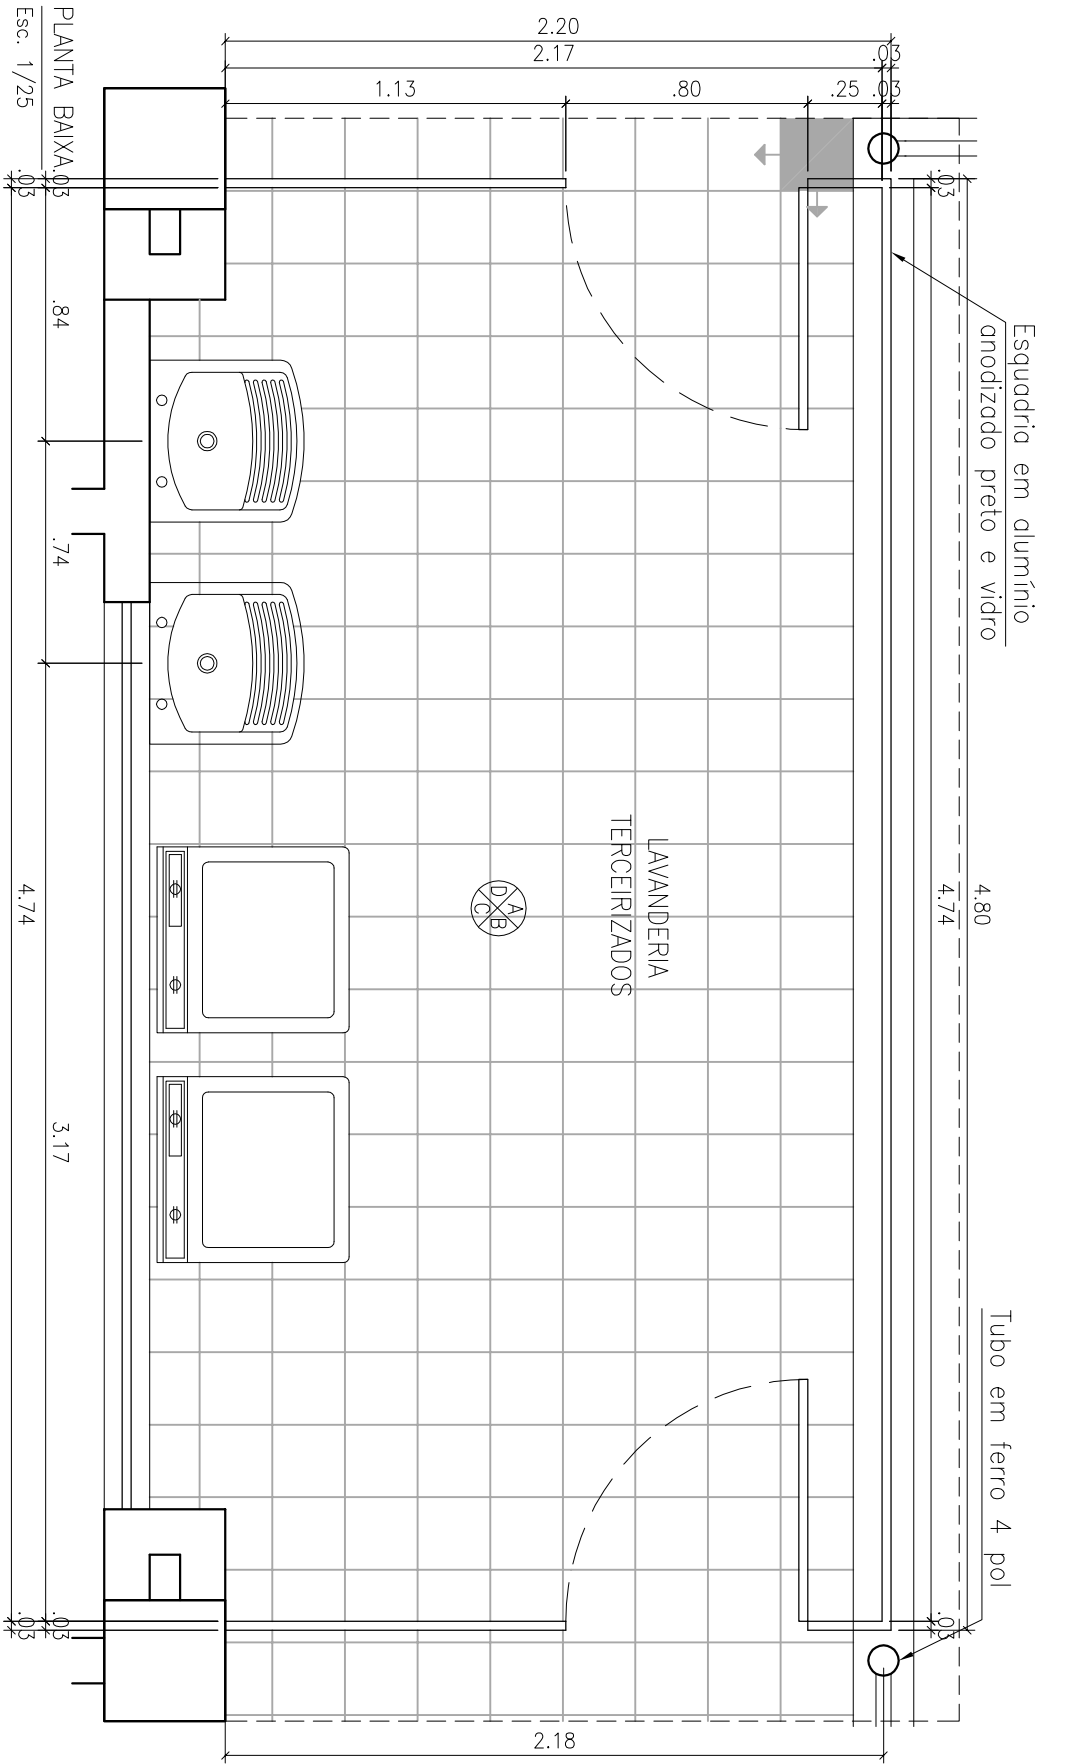 2.20
2.17
.03
1.13
.80
.25
.03
PLANTA BAIXA
Esc. 1/25
.03
.03
.84
.74
3.17
.03
4.74
.03
Esquadria em alumínio
anodizado preto e vidro
.03
4.80
4.74
.03
LAVANDERIA
TERCEIRIZADOS
A
B
C
D
Tubo em ferro 4 pol
2.18